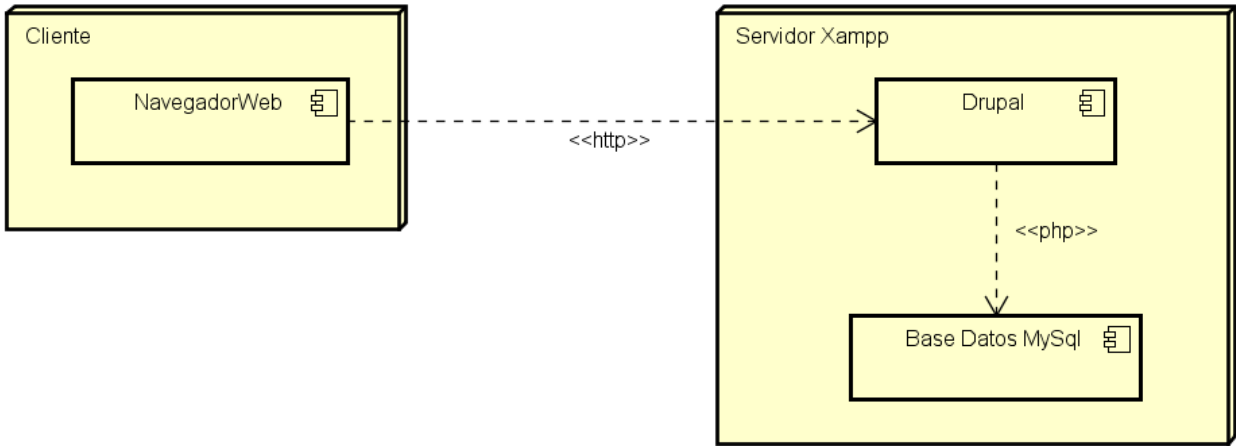 Cliente
Servidor Xampp
NavegadorWeb
Drupal
<<http>>
<<php>>
Base Datos MySql